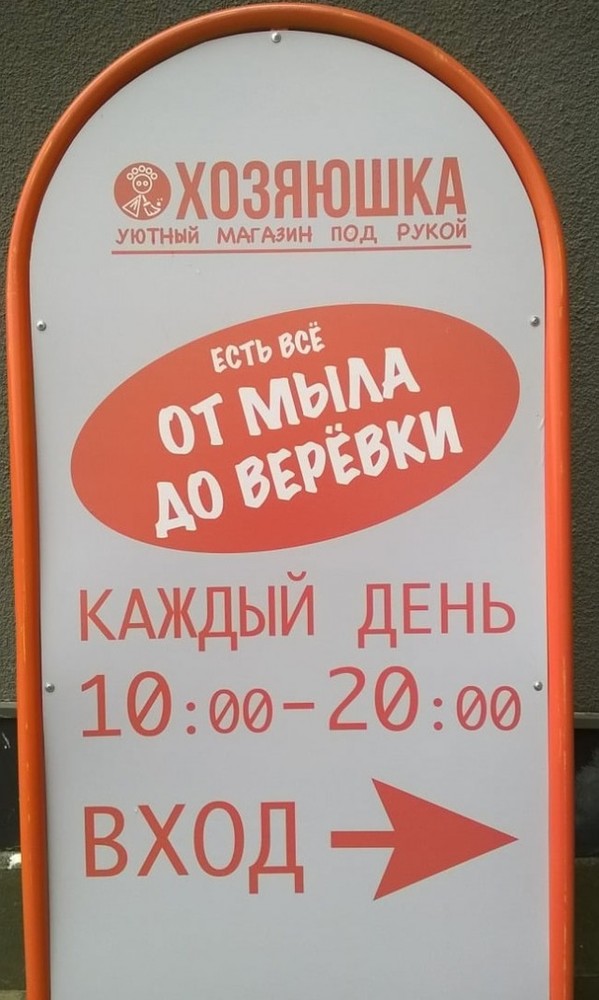 ХОЗЯЮШКА
УЮТНЫЙ МАГАЗИН ПОД РУКОЙ
ЕСТЬ ВСЁ
ОТ МЫЛА
ДО ВЕРЁВКИ
КАЖДЫЙ ДЕНЬ
10:00-20:00
ВХОД